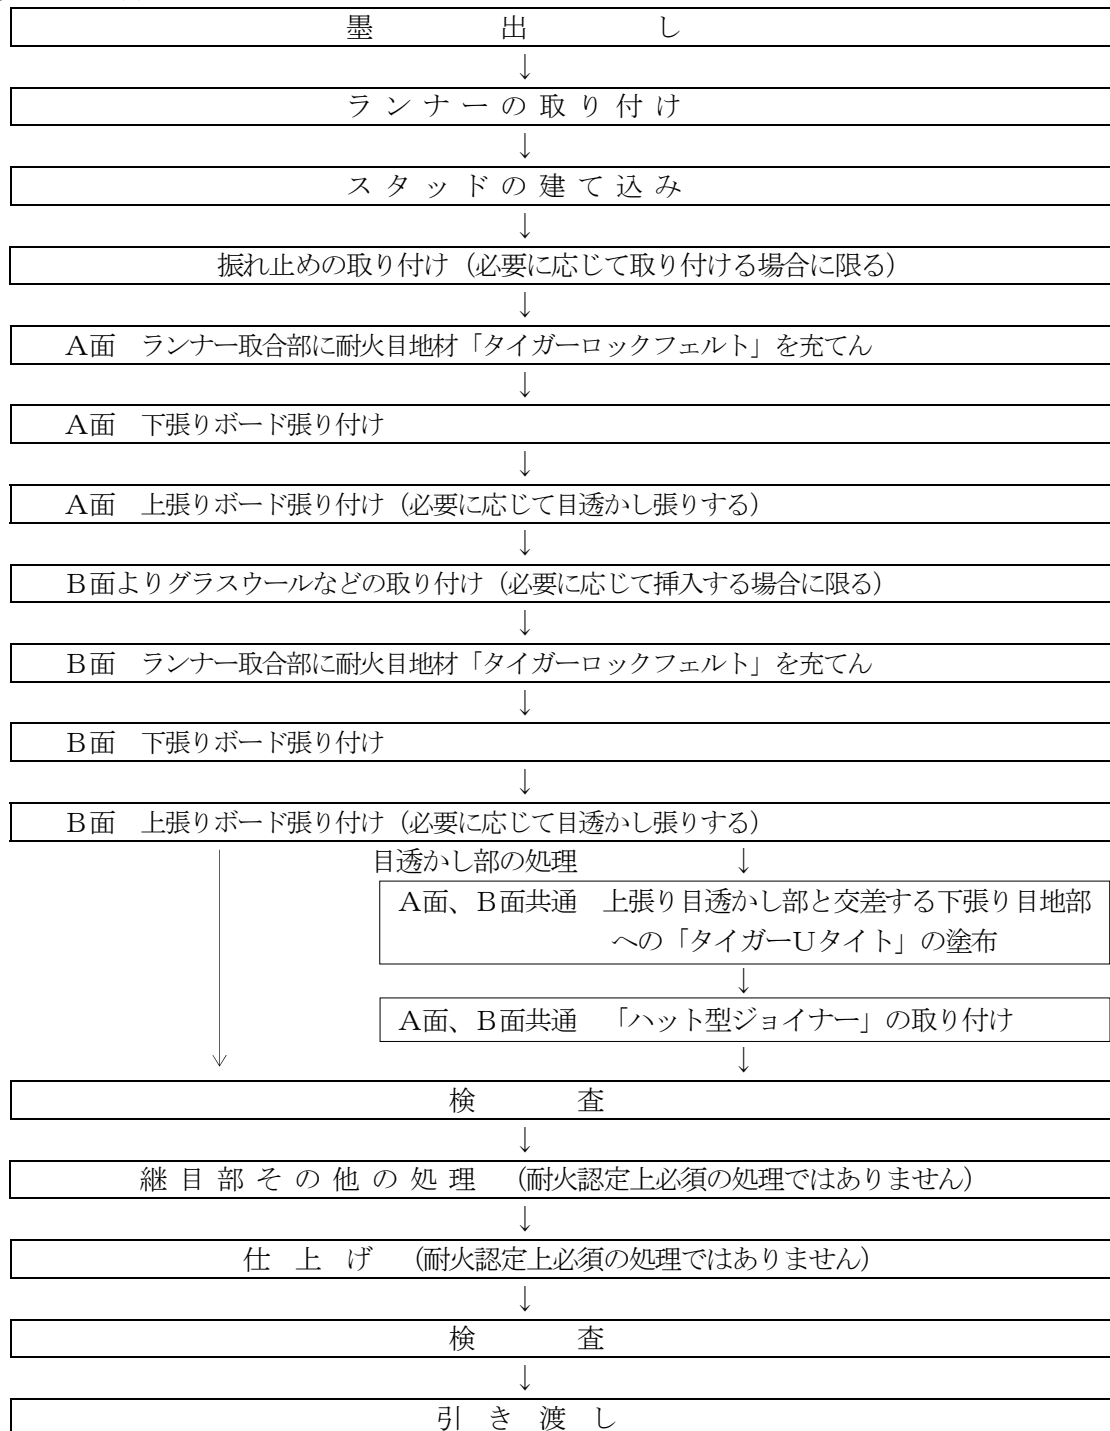 墨出し
↓
ランナーの取り付け
↓
スタッドの建て込み
↓
振れ止めの取り付け（必要に応じて取り付ける場合に限る）
↓
Ａ面　ランナー取合部に耐火目地材「タイガーロックフェルト」を充てん
↓
Ａ面　下張りボード張り付け
↓
Ａ面　上張りボード張り付け（必要に応じて目透かし張りする）
↓
Ｂ面よりグラスウールなどの取り付け（必要に応じて挿入する場合に限る）
↓
Ｂ面　ランナー取合部に耐火目地材「タイガーロックフェルト」を充てん
↓
Ｂ面　下張りボード張り付け
↓
Ｂ面　上張りボード張り付け（必要に応じて目透かし張りする）
目透かし部の処理　↓
Ａ面、Ｂ面共通　上張り目透かし部と交差する下張り目地部
への「タイガーＵタイト」の塗布
↓
Ａ面、Ｂ面共通　「ハット型ジョイナー」の取り付け
↓
検査
↓
継目部その他の処理　（耐火認定上必須の処理ではありません）
↓
仕上げ　（耐火認定上必須の処理ではありません）
↓
検査
↓
引き渡し